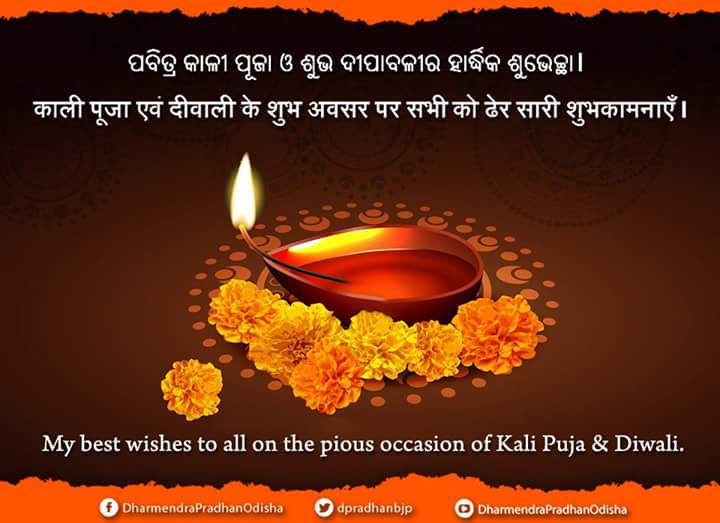 ପବିତ୍ର କାଳୀ ପୂଜା ଓ ଶୁଭ ଦୀପାବଳୀର ହାର୍ଦ୍ଧିକ ଶୁଭେଚ୍ଛା।
काली पूजा एवं दीवाली के शुभ अवसर पर सभी को ढेर सारी शुभकामनाएँ।
My best wishes to all on the pious occasion of Kali Puja & Diwali.
DharmendraPradhanOdisha dpradhanbjp DharmendraPradhanOdisha